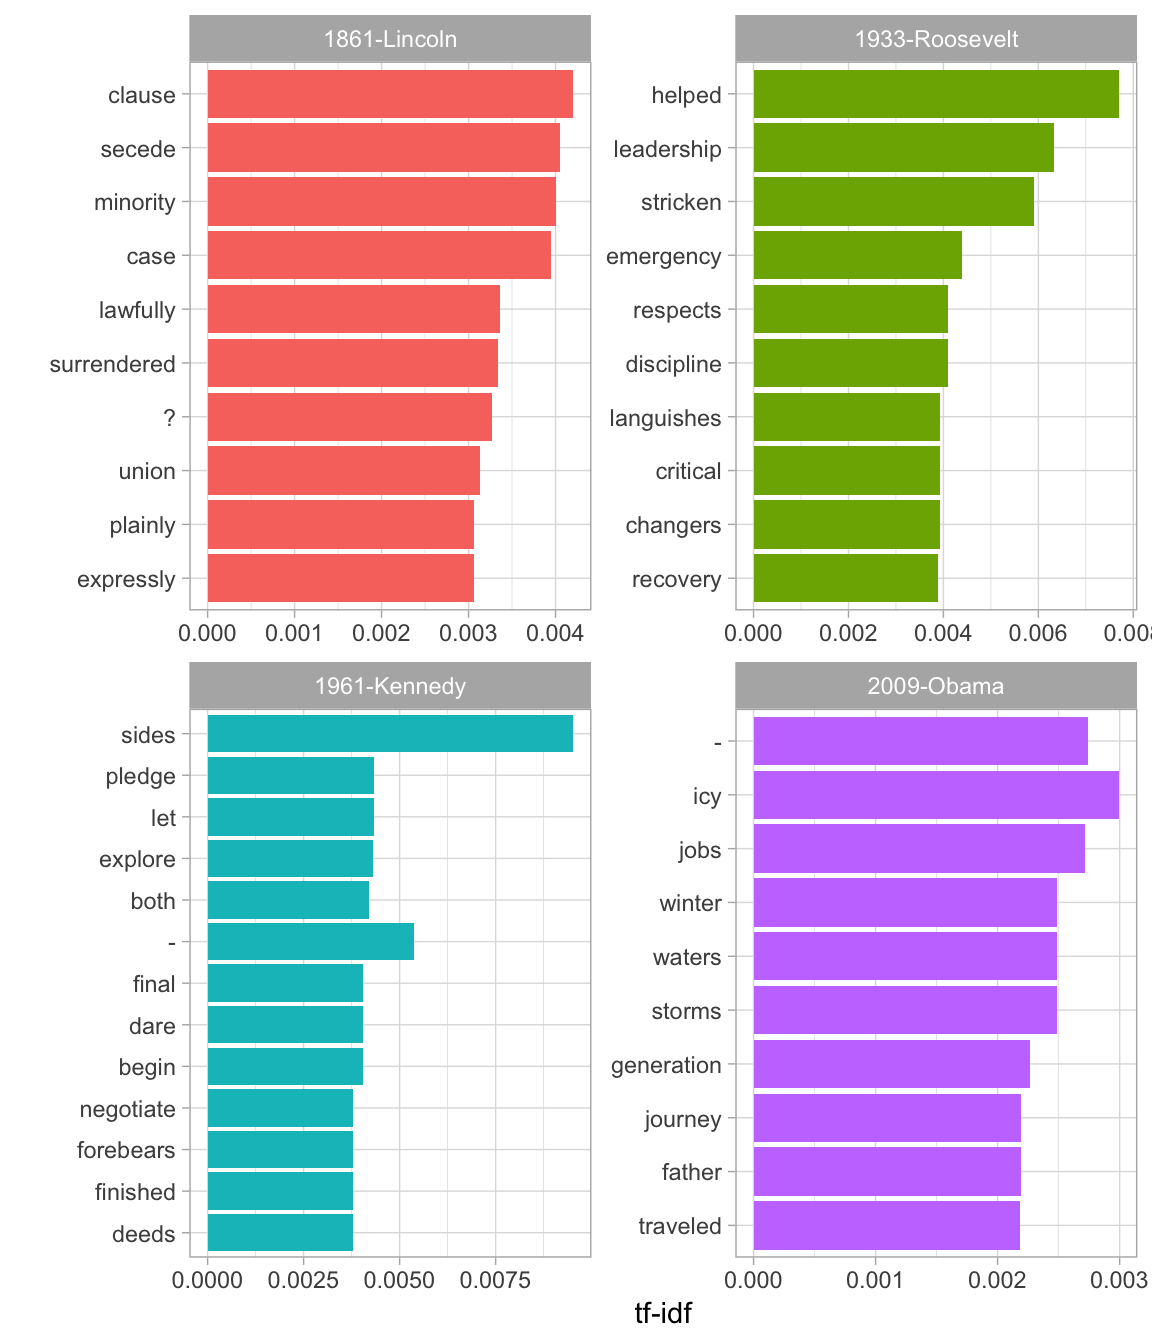 1861-Lincoln
clause
secede
minority
case
lawfully
surrendered
?
union
plainly
expressly
0.000 0.001 0.002 0.003 0.004
1933-Roosevelt
helped
leadership
stricken
emergency
respects
discipline
languishes
critical
changers
recovery
0.000 0.002 0.004 0.006 0.008
1961-Kennedy
sides
pledge
let
explore
both
-
final
dare
begin
negotiate
forebears
finished
deeds
0.0000 0.0025 0.0050 0.0075
2009-Obama
-
icy
jobs
winter
waters
storms
generation
journey
father
traveled
0.000 0.001 0.002 0.003
tf-idf